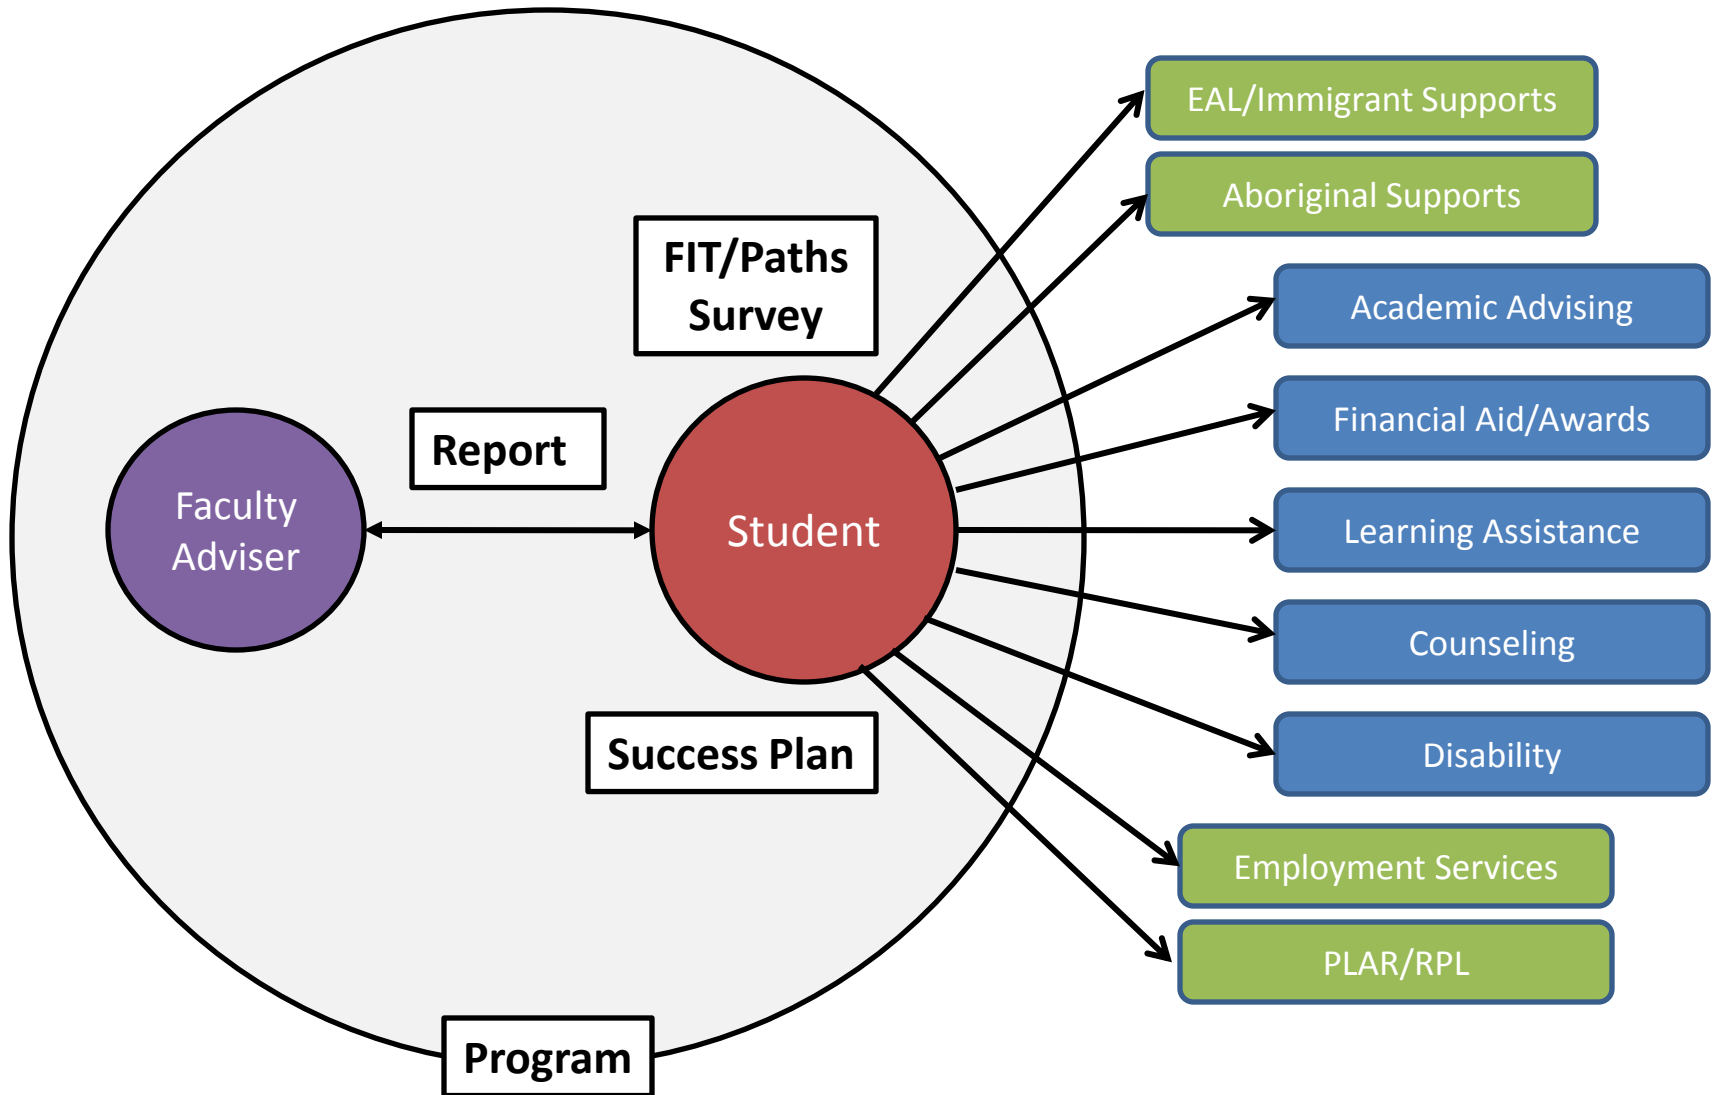 EAL/Immigrant Supports
Aboriginal Supports
FIT/Paths
Survey
Academic Advising
Financial Aid/Awards
Report
Faculty
Adviser
Student
Learning Assistance
Counseling
Success Plan
Disability
Employment Services
PLAR/RPL
Program